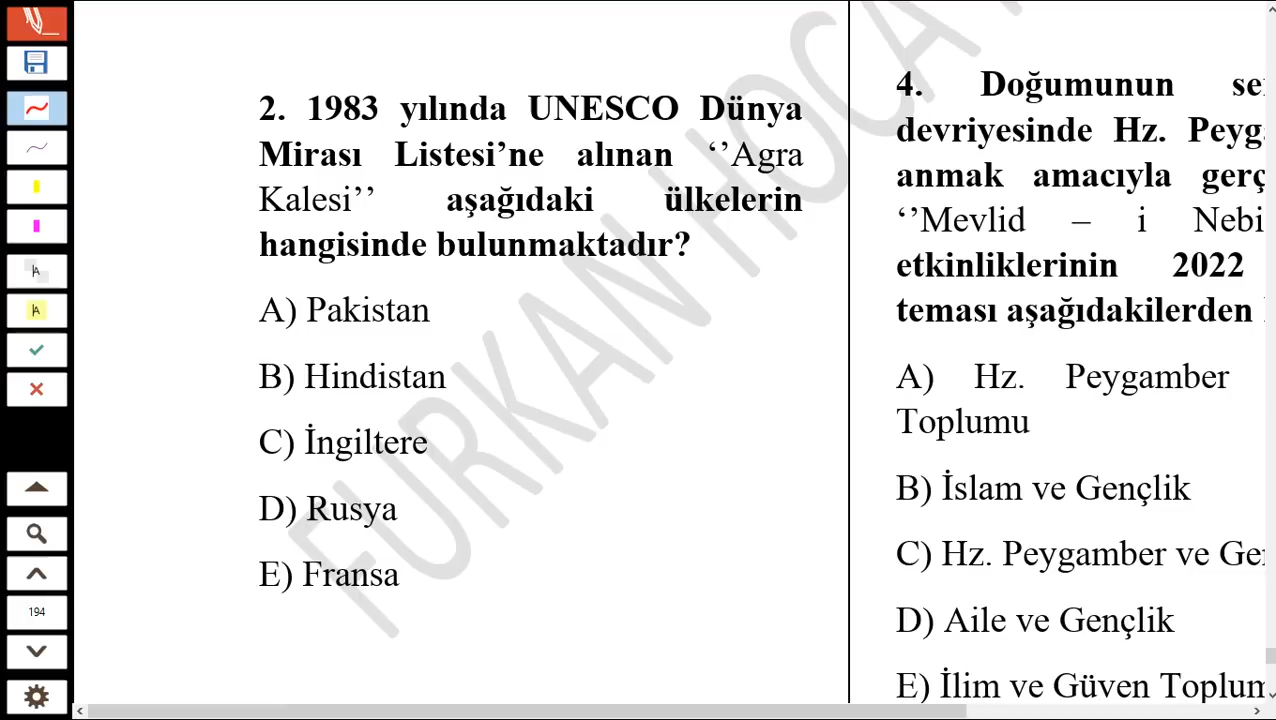 2. 1983 yılında UNESCO Dünya
Mirası Listesi’ne alınan ‘’Agra
Kalesi’’ aşağıdaki ülkelerin
hangisinde bulunmaktadır?
A) Pakistan
B) Hindistan
C) İngiltere
D) Rusya
E) Fransa
4. Doğumunun
devriyesinde Hz.
anmak amacıyla
‘’Mevlid – i Nebi
etkinliklerinin 2022
teması aşağıdakilerden
A) Hz. Peygamber
Toplumu
B) İslam ve Gençlik
C) Hz. Peygamber ve
D) Aile ve Gençlik
E) İlim ve Güven
FURKAN HOCA
194